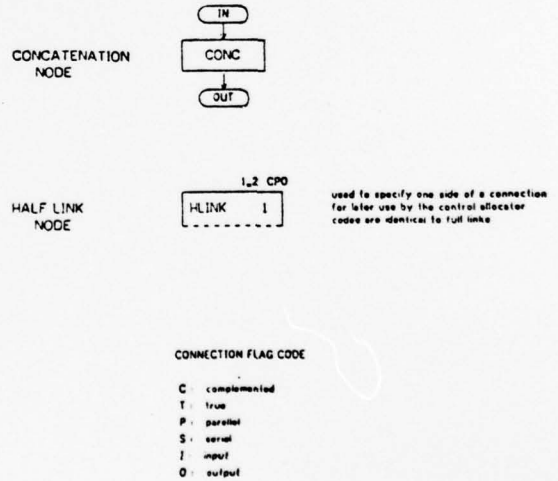 IN
CONCATENATION
NODE
CONC
OUT
1_2 CPO
HALF LINK
NODE
HLINK 1
used to specify one side of a connection
for later use by the control allocator
codes are identical to full links
CONNECTION FLAG CODE
C : complemented
T : true
P : parallel
S : serial
I : input
O : output